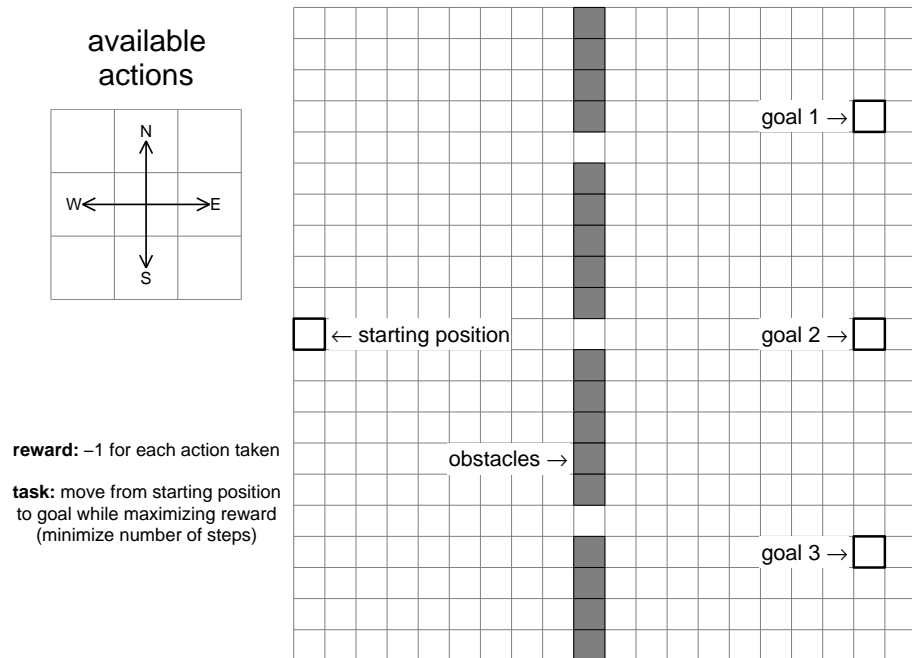 available
actions
N
W
E
S
goal 1 →
← starting position
goal 2 →
reward: −1 for each action taken
obstacles →
task: move from starting position
to goal while maximizing reward
(minimize number of steps)
goal 3 →